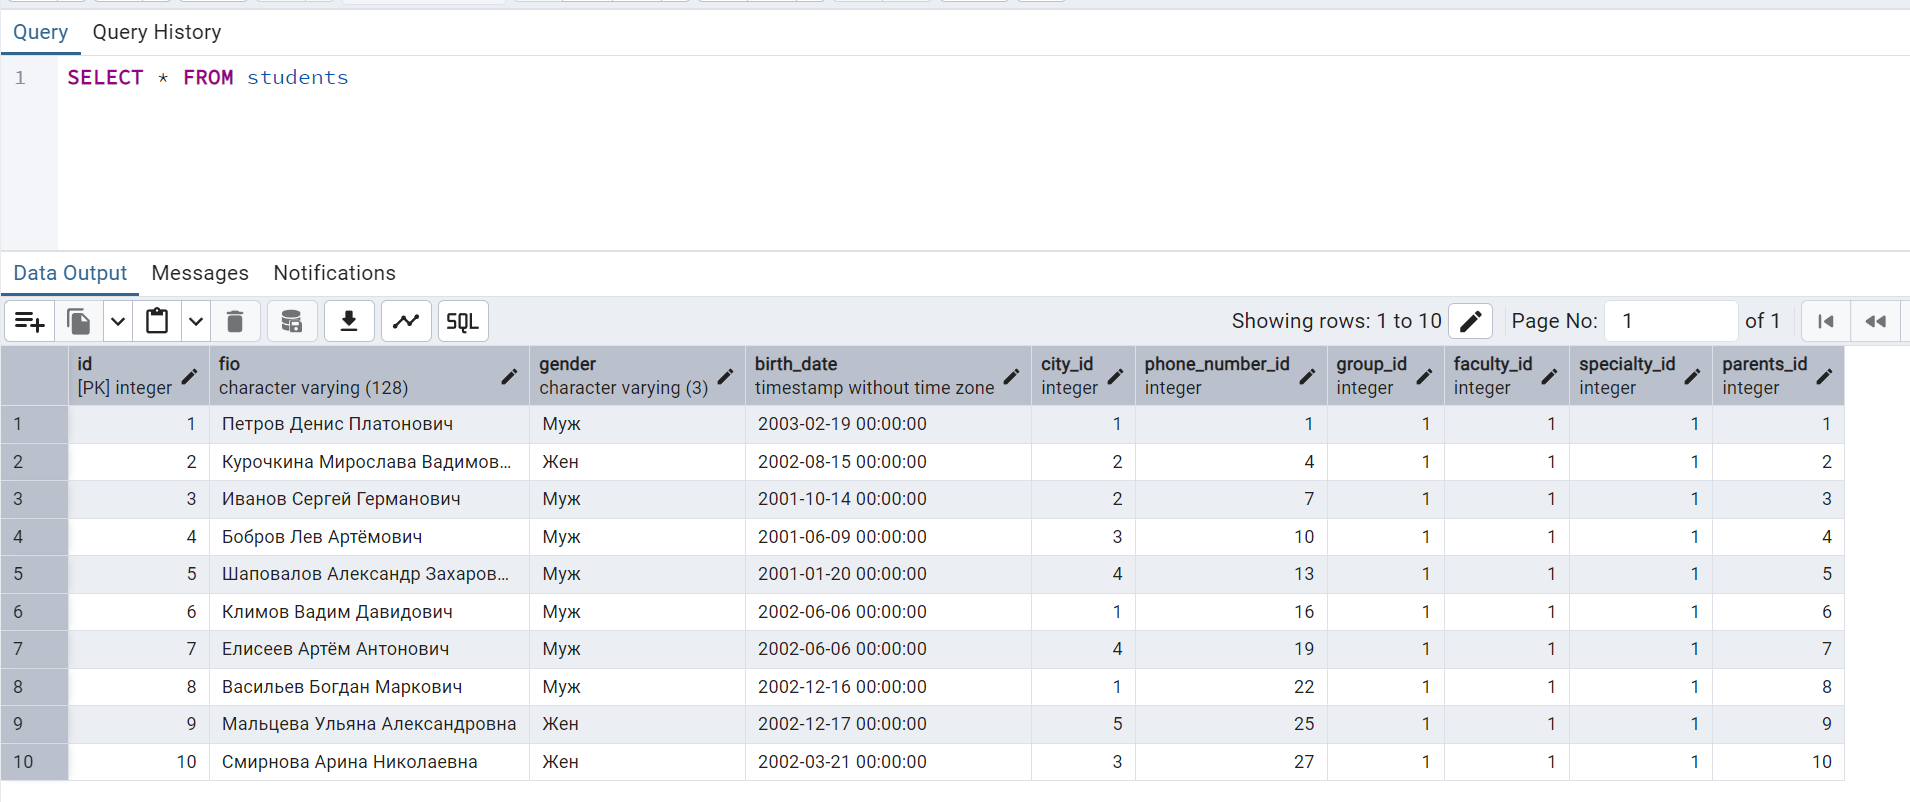 Query Query History
1 SELECT * FROM students
Data Output Messages Notifications
SQL Showing rows: 1 to 10 Page No: 1 of 1
id fio gender birth_date city_id phone_number_id group_id faculty_id specialty_id parents_id
[PK] integer character varying (128) character varying (3) timestamp without time zone integer integer integer integer integer integer
1 1 Петров Денис Платонович Муж 2003-02-19 00:00:00 1 1 1 1 1 1
2 2 Курочкина Мирослава Вадимов… Жен 2002-08-15 00:00:00 2 4 1 1 1 2
3 3 Иванов Сергей Германович Муж 2001-10-14 00:00:00 2 7 1 1 1 3
4 4 Бобров Лев Артёмович Муж 2001-06-09 00:00:00 3 10 1 1 1 4
5 5 Шаповалов Александр Захаров… Муж 2001-01-20 00:00:00 4 13 1 1 1 5
6 6 Климов Вадим Давидович Муж 2002-06-06 00:00:00 1 16 1 1 1 6
7 7 Елисеев Артём Антонович Муж 2002-06-06 00:00:00 4 19 1 1 1 7
8 8 Васильев Богдан Маркович Муж 2002-12-16 00:00:00 1 22 1 1 1 8
9 9 Мальцева Ульяна Александровна Жен 2002-12-17 00:00:00 5 25 1 1 1 9
10 10 Смирнова Арина Николаевна Жен 2002-03-21 00:00:00 3 27 1 1 1 10